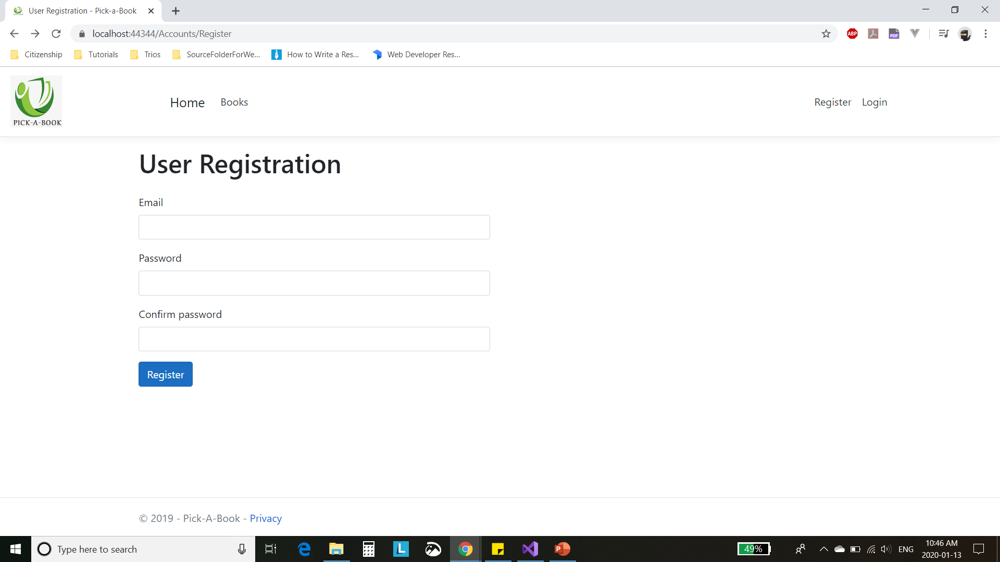 User Registration - Pick-a-Book
localhost:44344/Accounts/Register
ABP
PDF
Citizenship
Tutorials
Trios
SourceFolderForWe...
How to Write a Res...
Web Developer Res...
PICK-A-BOOK
Home
Books
Register
Login
User Registration
Email
Password
Confirm password
Register
© 2019 - Pick-A-Book - Privacy
Type here to search
L
P
49%
ENG
10:46 AM
2020-01-13